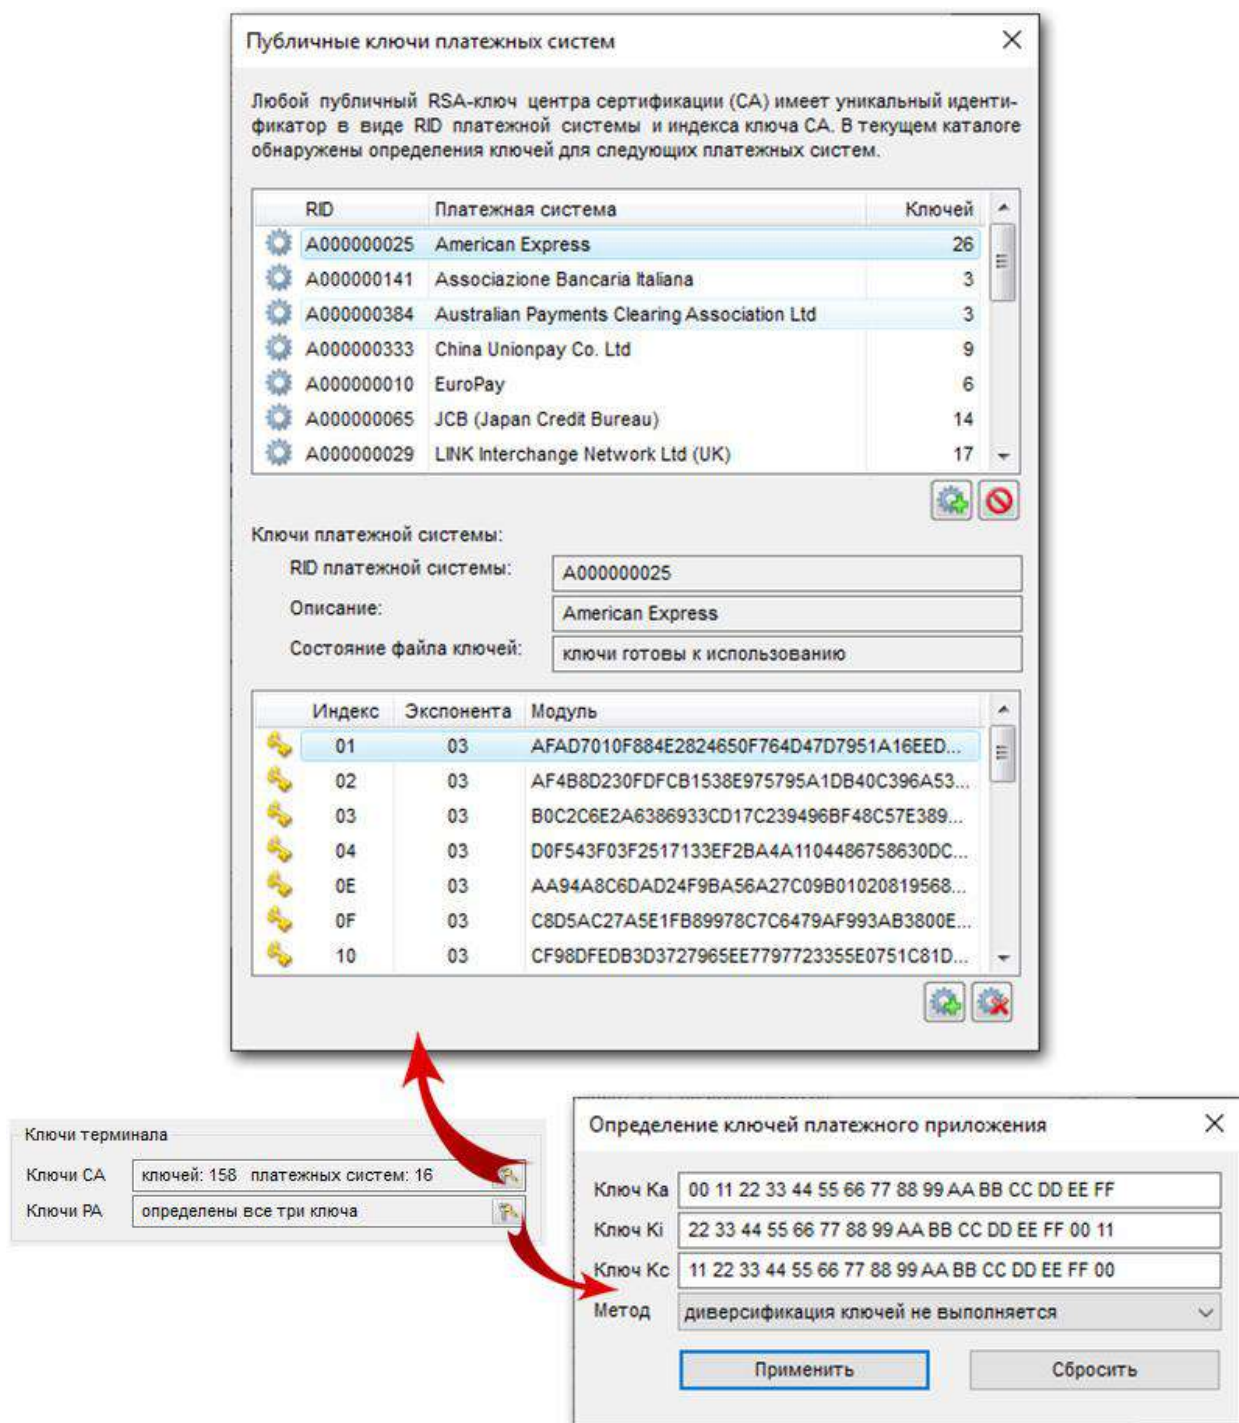 Публичные ключи платежных систем
Любой публичный RSA-ключ центра сертификации (CA) имеет уникальный иденти-
фикатор в виде RID платежной системы и индекса ключа CA. В текущем каталоге
обнаружены определения ключей для следующих платежных систем.
RID Платежная система Ключей
A000000025 American Express 26
A000000141 Associazione Bancaria Italiana 3
A000000384 Australian Payments Clearing Association Ltd 3
A000000333 China Unionpay Co. Ltd 9
A000000010 EuroPay 6
A000000065 JCB (Japan Credit Bureau) 14
A000000029 LINK Interchange Network Ltd (UK) 17
Ключи платежной системы:
RID платежной системы: A000000025
Описание: American Express
Состояние файла ключей: ключи готовы к использованию
Индекс Экспонента Модуль
01 03 AFAD7010F884E2824650F764D47D7951A16EED...
02 03 AF4B8D230FDFCB1538E975795A1DB40C396A53...
03 03 B0C2C6E2A6386933CD17C239496BF48C57E389...
04 03 D0F543F03F2517133EF2BA4A1104486758630DC...
0E 03 AA94A8C6DAD24F9BA56A27C09B01020819568...
0F 03 C8D5AC27A5E1FB89978C7C6479AF993AB3800E...
10 03 CF98DFEDB3D3727965EE7797723355E0751C81D...
Ключи терминала
Ключи CA ключей: 158 платежных систем: 16
Ключи PA определены все три ключа
Определение ключей платежного приложения
Ключ Ka 00 11 22 33 44 55 66 77 88 99 AA BB CC DD EE FF
Ключ Ki 22 33 44 55 66 77 88 99 AA BB CC DD EE FF 00 11
Ключ Kc 11 22 33 44 55 66 77 88 99 AA BB CC DD EE FF 00
Метод диверсификация ключей не выполняется
Применить Сбросить